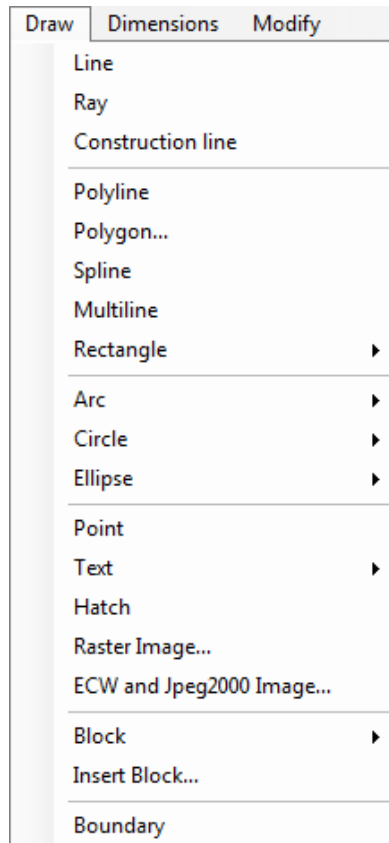 Draw Dimensions Modify
Line
Ray
Construction line
Polyline
Polygon...
Spline
Multiline
Rectangle
Arc
Circle
Ellipse
Point
Text
Hatch
Raster Image...
ECW and Jpeg2000 Image...
Block
Insert Block...
Boundary